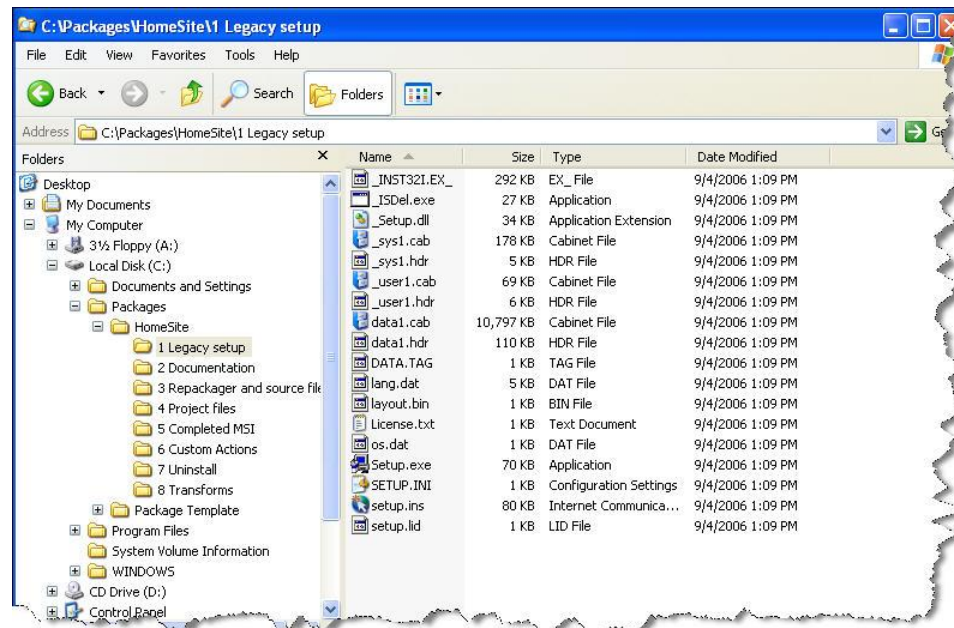 C:\Packages\HomeSite\1 Legacy setup
File Edit View Favorites Tools Help
Back Search Folders
Address C:\Packages\HomeSite\1 Legacy setup
Folders Name Size Type Date Modified
Desktop
My Documents
My Computer
3½ Floppy (A:)
Local Disk (C:)
Documents and Settings
Packages
HomeSite
1 Legacy setup
2 Documentation
3 Repackager and source file
4 Project files
5 Completed MSI
6 Custom Actions
7 Uninstall
8 Transforms
Package Template
Program Files
System Volume Information
WINDOWS
CD Drive (D:)
Control Panel
_INST32I.EX_ 292 KB EX_ File 9/4/2006 1:09 PM
_ISDel.exe 27 KB Application 9/4/2006 1:09 PM
_Setup.dll 34 KB Application Extension 9/4/2006 1:09 PM
_sys1.cab 178 KB Cabinet File 9/4/2006 1:09 PM
_sys1.hdr 5 KB HDR File 9/4/2006 1:09 PM
_user1.cab 69 KB Cabinet File 9/4/2006 1:09 PM
_user1.hdr 6 KB HDR File 9/4/2006 1:09 PM
data1.cab 10,797 KB Cabinet File 9/4/2006 1:09 PM
data1.hdr 110 KB HDR File 9/4/2006 1:09 PM
DATA.TAG 1 KB TAG File 9/4/2006 1:09 PM
lang.dat 5 KB DAT File 9/4/2006 1:09 PM
layout.bin 1 KB BIN File 9/4/2006 1:09 PM
License.txt 1 KB Text Document 9/4/2006 1:09 PM
os.dat 1 KB DAT File 9/4/2006 1:09 PM
Setup.exe 70 KB Application 9/4/2006 1:09 PM
SETUP.INI 1 KB Configuration Settings 9/4/2006 1:09 PM
setup.ins 80 KB Internet Communica... 9/4/2006 1:09 PM
setup.lid 1 KB LID File 9/4/2006 1:09 PM